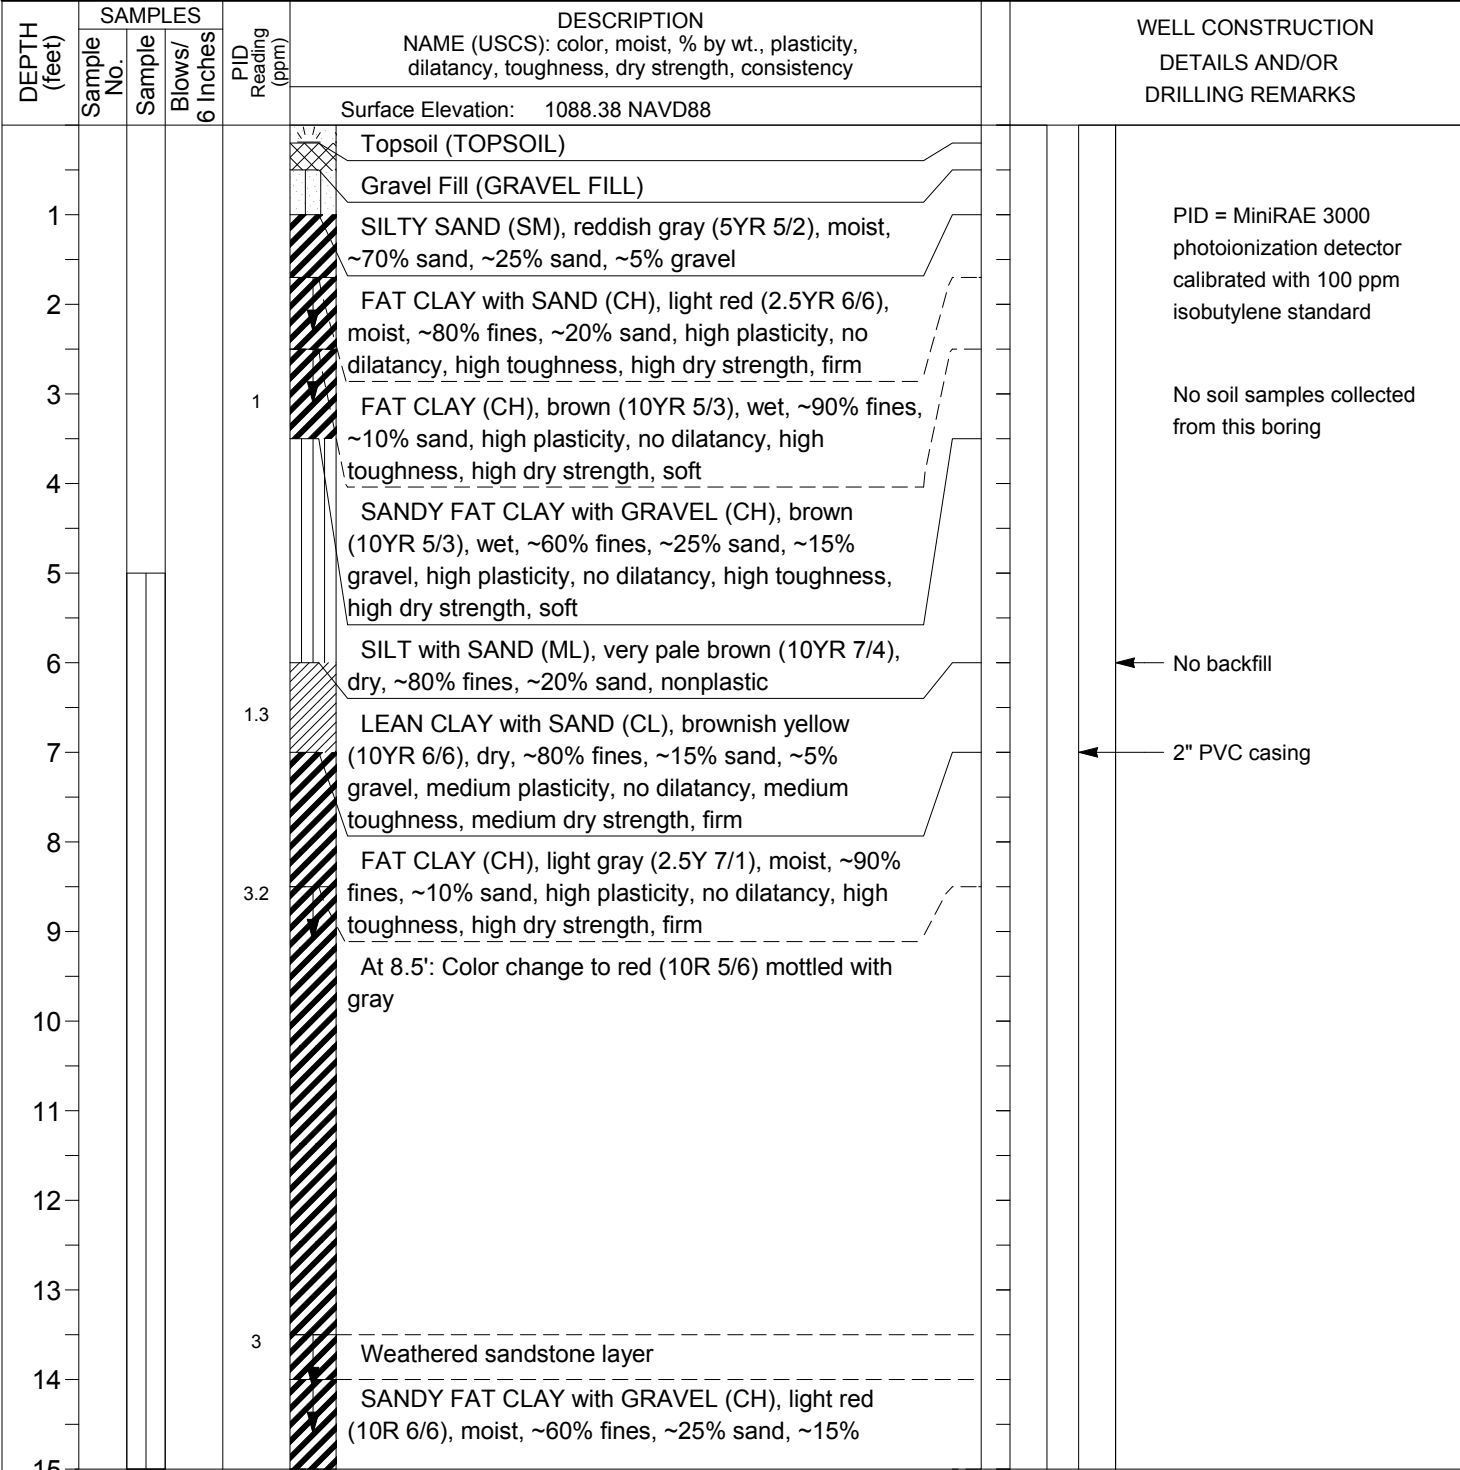 DEPTH
(feet)
SAMPLES
Sample
No.
Sample
Blows/
6 Inches
PID
Reading
(ppm)
DESCRIPTION
NAME (USCS): color, moist, % by wt., plasticity,
dilatancy, toughness, dry strength, consistency
Surface Elevation: 1088.38 NAVD88
WELL CONSTRUCTION
DETAILS AND/OR
DRILLING REMARKS
Topsoil (TOPSOIL)
Gravel Fill (GRAVEL FILL)
1
SILTY SAND (SM), reddish gray (5YR 5/2), moist,
~70% sand, ~25% sand, ~5% gravel
PID = MiniRAE 3000
photoionization detector
calibrated with 100 ppm
isobutylene standard
2
FAT CLAY with SAND (CH), light red (2.5YR 6/6),
moist, ~80% fines, ~20% sand, high plasticity, no
dilatancy, high toughness, high dry strength, firm
3
1
FAT CLAY (CH), brown (10YR 5/3), wet, ~90% fines,
~10% sand, high plasticity, no dilatancy, high
toughness, high dry strength, soft
No soil samples collected
from this boring
4
SANDY FAT CLAY with GRAVEL (CH), brown
(10YR 5/3), wet, ~60% fines, ~25% sand, ~15%
gravel, high plasticity, no dilatancy, high toughness,
high dry strength, soft
5
6
SILT with SAND (ML), very pale brown (10YR 7/4),
dry, ~80% fines, ~20% sand, nonplastic
No backfill
1.3
LEAN CLAY with SAND (CL), brownish yellow
(10YR 6/6), dry, ~80% fines, ~15% sand, ~5%
gravel, medium plasticity, no dilatancy, medium
toughness, medium dry strength, firm
7
2" PVC casing
8
FAT CLAY (CH), light gray (2.5Y 7/1), moist, ~90%
fines, ~10% sand, high plasticity, no dilatancy, high
toughness, high dry strength, firm
3.2
9
At 8.5': Color change to red (10R 5/6) mottled with
gray
10
11
12
13
3
Weathered sandstone layer
14
SANDY FAT CLAY with GRAVEL (CH), light red
(10R 6/6), moist, ~60% fines, ~25% sand, ~15%
15